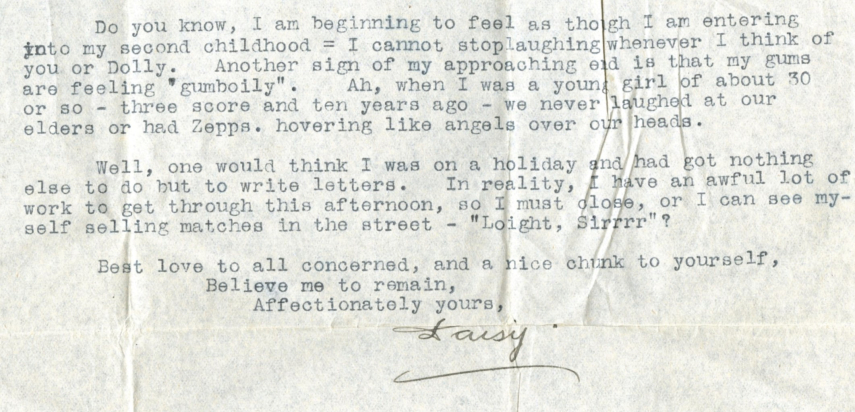 Do you know, I am beginning to feel as though I am entering
into my second childhood = I cannot stoplaughing whenever I think of
you or Dolly. Another sign of my approaching end is that my gums
are feeling "gumboily". Ah, when I was a young girl of about 30
or so - three score and ten years ago - we never laughed at our
elders or had Zepps. hovering like angels over our heads.
Well, one would think I was on a holiday and had got nothing
else to do but to write letters. In reality, I have an awful lot of
work to get through this afternoon, so I must close, or I can see my-
self selling matches in the street - "Loight, Sirrrr"?
Best love to all concerned, and a nice chunk to yourself,
Believe me to remain,
Affectionately yours,
Daisy.